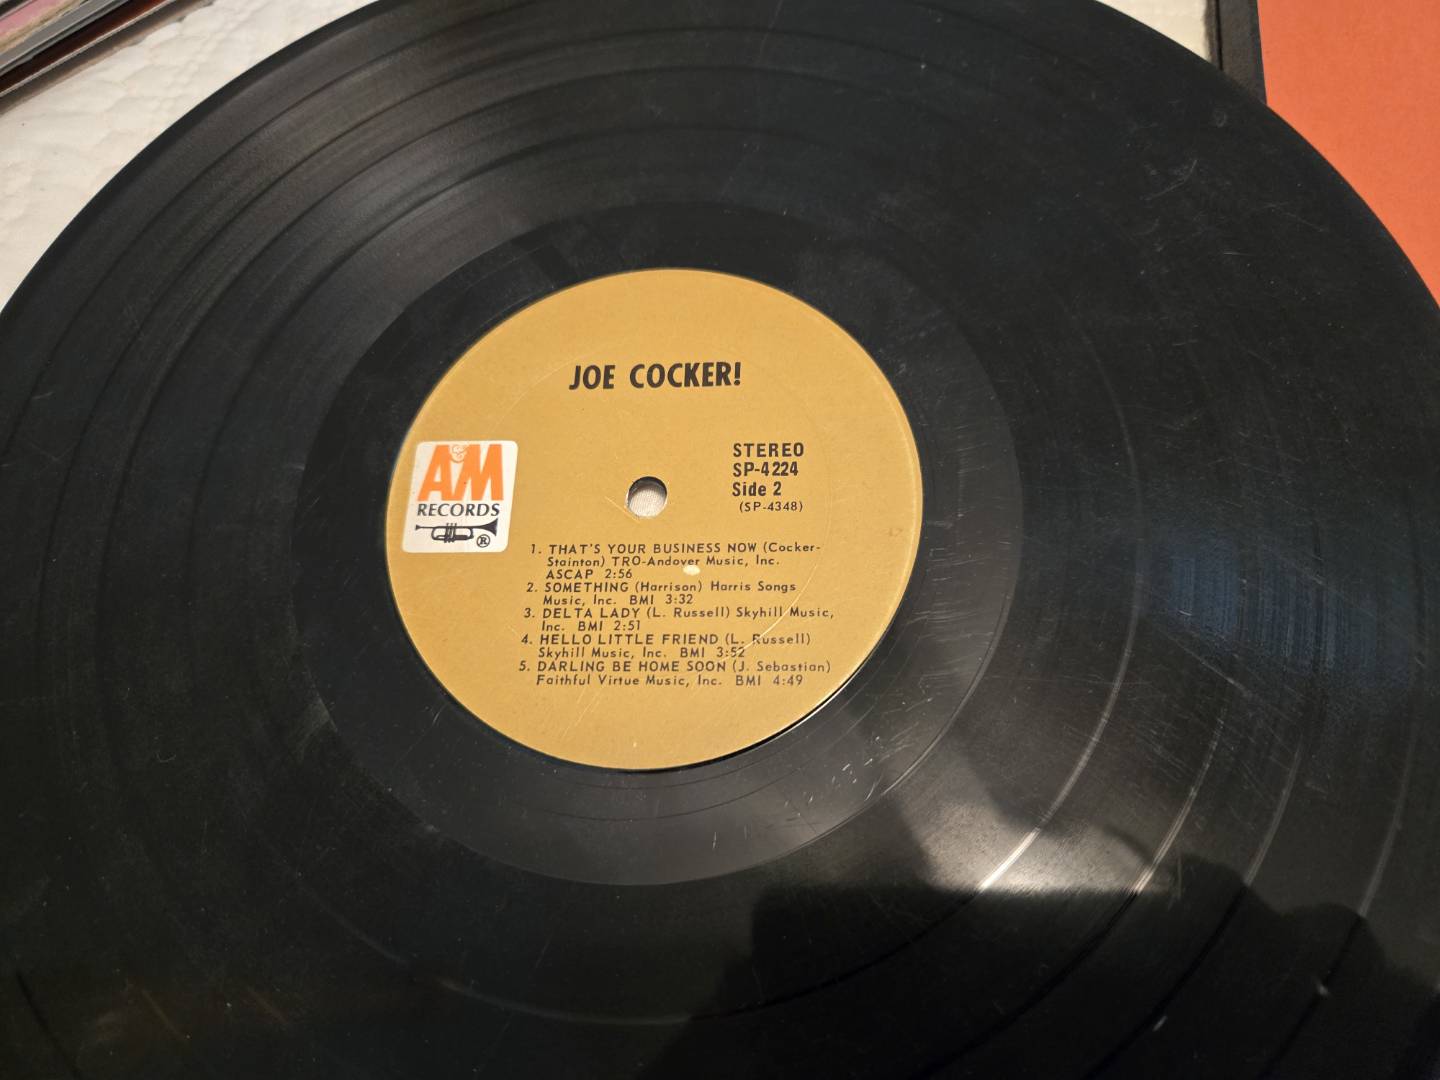 JOE COCKER!
A&M
RECORDS
®
STEREO
SP-4224
Side 2
(SP-4348)
1. THAT'S YOUR BUSINESS NOW (Cocker-
Stainton) TRO-Andover Music, Inc.
ASCAP 2:56
2. SOMETHING (Harrison) Harris Songs
Music, Inc. BMI 3:32
3. DELTA LADY (L. Russell) Skyhill Music,
Inc. BMI 2:51
4. HELLO LITTLE FRIEND (L. Russell)
Skyhill Music, Inc. BMI 3:52
5. DARLING BE HOME SOON (J. Sebastian)
Faithful Virtue Music, Inc. BMI 4:49